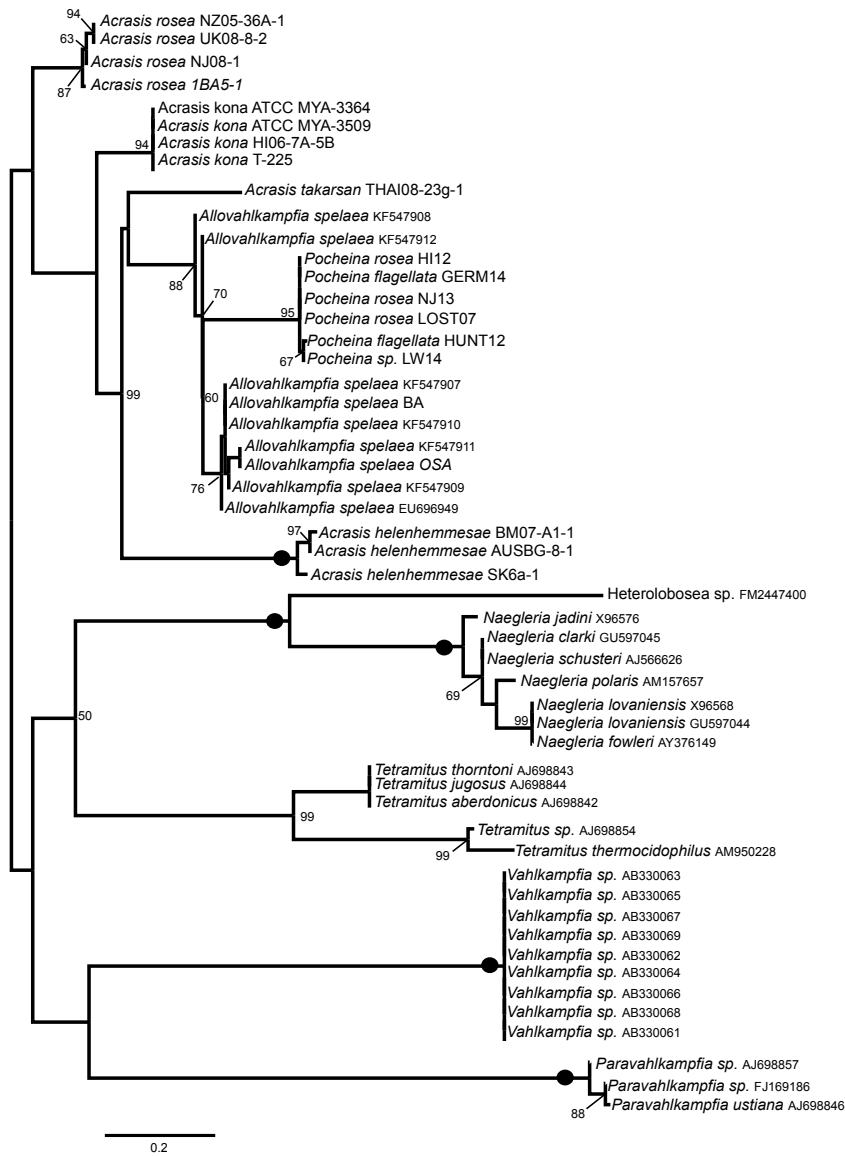 94
Acrasis rosea NZ05-36A-1
63
Acrasis rosea UK08-8-2
Acrasis rosea NJ08-1
87
Acrasis rosea 1BA5-1
Acrasis kona ATCC MYA-3364
Acrasis kona ATCC MYA-3509
94
Acrasis kona HI06-7A-5B
Acrasis kona T-225
Acrasis takarsan THAI08-23g-1
Allovahlkampfia spelaea KF547908
Allovahlkampfia spelaea KF547912
88
70
Pocheina rosea HI12
Pocheina flagellata GERM14
Pocheina rosea NJ13
95
Pocheina rosea LOST07
Pocheina flagellata HUNT12
67
Pocheina sp. LW14
99
Allovahlkampfia spelaea KF547907
60
Allovahlkampfia spelaea BA
Allovahlkampfia spelaea KF547910
Allovahlkampfia spelaea KF547911
Allovahlkampfia spelaea OSA
76
Allovahlkampfia spelaea KF547909
Allovahlkampfia spelaea EU696949
97
Acrasis helenhemmesae BM07-A1-1
Acrasis helenhemmesae AUSBG-8-1
Acrasis helenhemmesae SK6a-1
Heterolobosea sp. FM2447400
Naegleria jadini X96576
Naegleria clarki GU597045
Naegleria schusteri AJ566626
69
Naegleria polaris AM157657
Naegleria lovaniensis X96568
99
Naegleria lovaniensis GU597044
Naegleria fowleri AY376149
50
Tetramitus thorntoni AJ698843
Tetramitus jugosus AJ698844
Tetramitus aberdonicus AJ698842
99
Tetramitus sp. AJ698854
99
Tetramitus thermocidophilus AM950228
Vahlkampfia sp. AB330063
Vahlkampfia sp. AB330065
Vahlkampfia sp. AB330067
Vahlkampfia sp. AB330069
Vahlkampfia sp. AB330062
Vahlkampfia sp. AB330064
Vahlkampfia sp. AB330066
Vahlkampfia sp. AB330068
Vahlkampfia sp. AB330061
Paravahlkampfia sp. AJ698857
Paravahlkampfia sp. FJ169186
88
Paravahlkampfia ustiana AJ698846
0.2